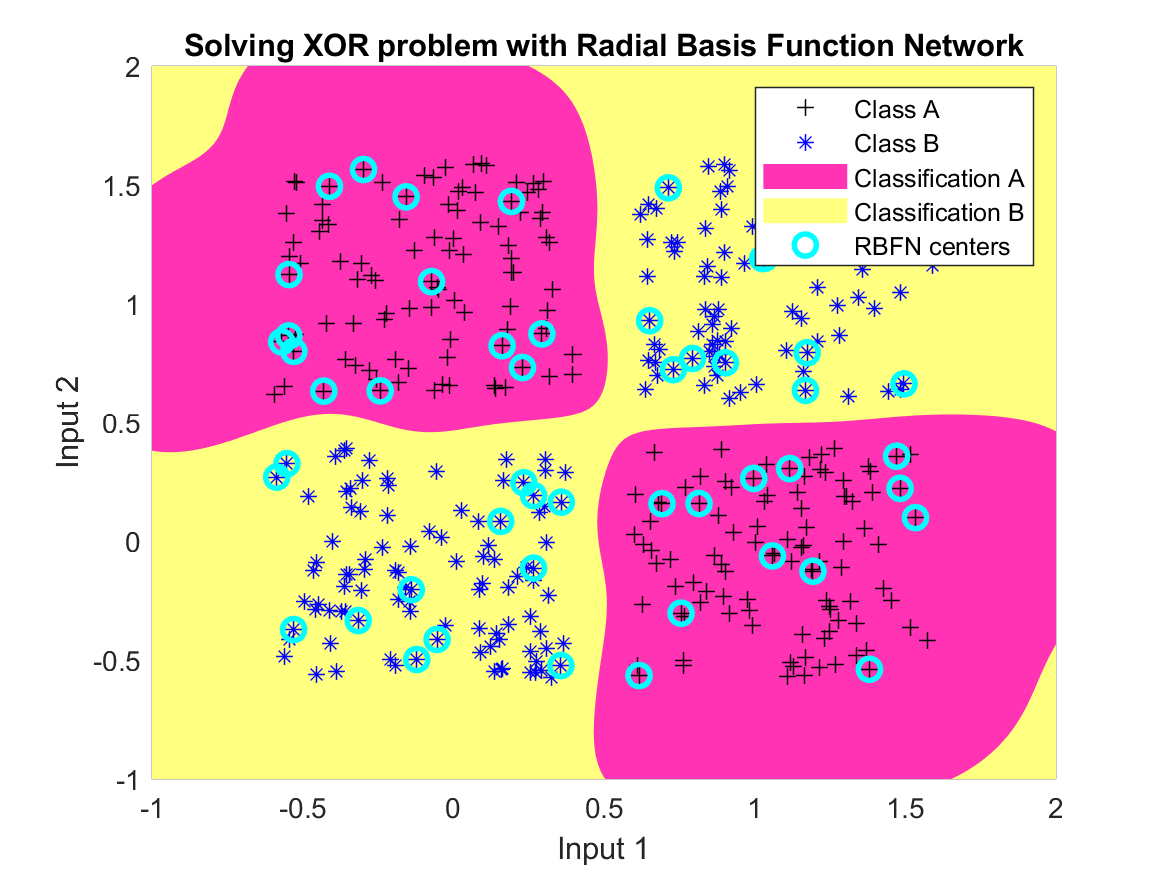 Solving XOR problem with Radial Basis Function Network
2
1.5
1
0.5
0
-0.5
-1
Input 2
Class A
Class B
Classification A
Classification B
RBFN centers
-1 -0.5 0 0.5 1 1.5 2
Input 1